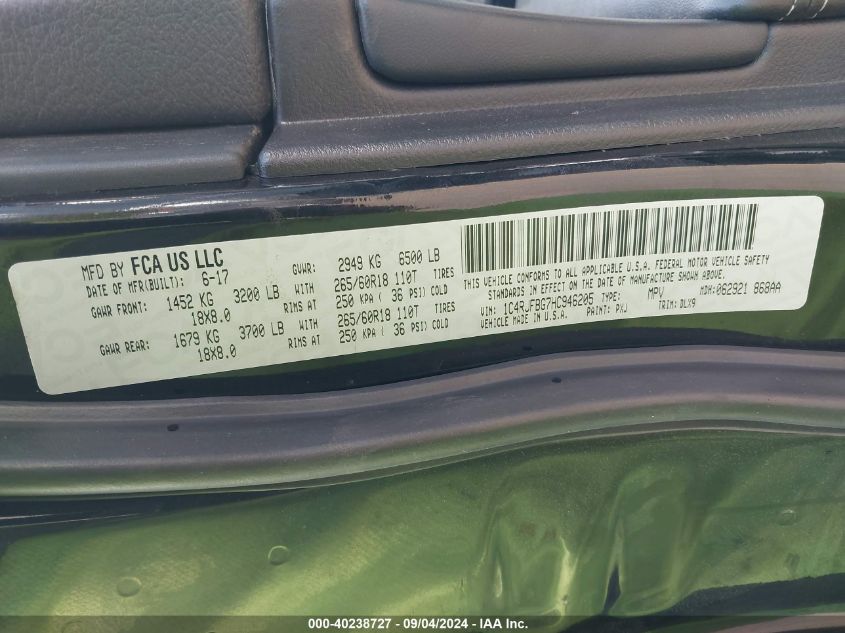 MFD BY FCA US LLC
DATE OF MFR(BUILT): 6-17 GVWR: 2949 KG 6500 LB
GAWR FRONT: 1452 KG 3200 LB WITH 265/60R18 110T TIRES
18X8.0 RIMS AT 250 KPA ( 36 PSI) COLD
GAWR REAR: 1679 KG 3700 LB WITH 265/60R18 110T TIRES
18X8.0 RIMS AT 250 KPA ( 36 PSI) COLD
THIS VEHICLE CONFORMS TO ALL APPLICABLE U.S.A. FEDERAL MOTOR VEHICLE SAFETY
STANDARDS IN EFFECT ON THE DATE OF MANUFACTURE SHOWN ABOVE.
VIN: 1C4RJFBG7HC946205 TYPE: MPV MDH: 062921 868AA
VEHICLE MADE IN U.S.A. PAINT: PXJ TRIM: DLX9
000-40238727 - 09/04/2024 - IAA Inc.